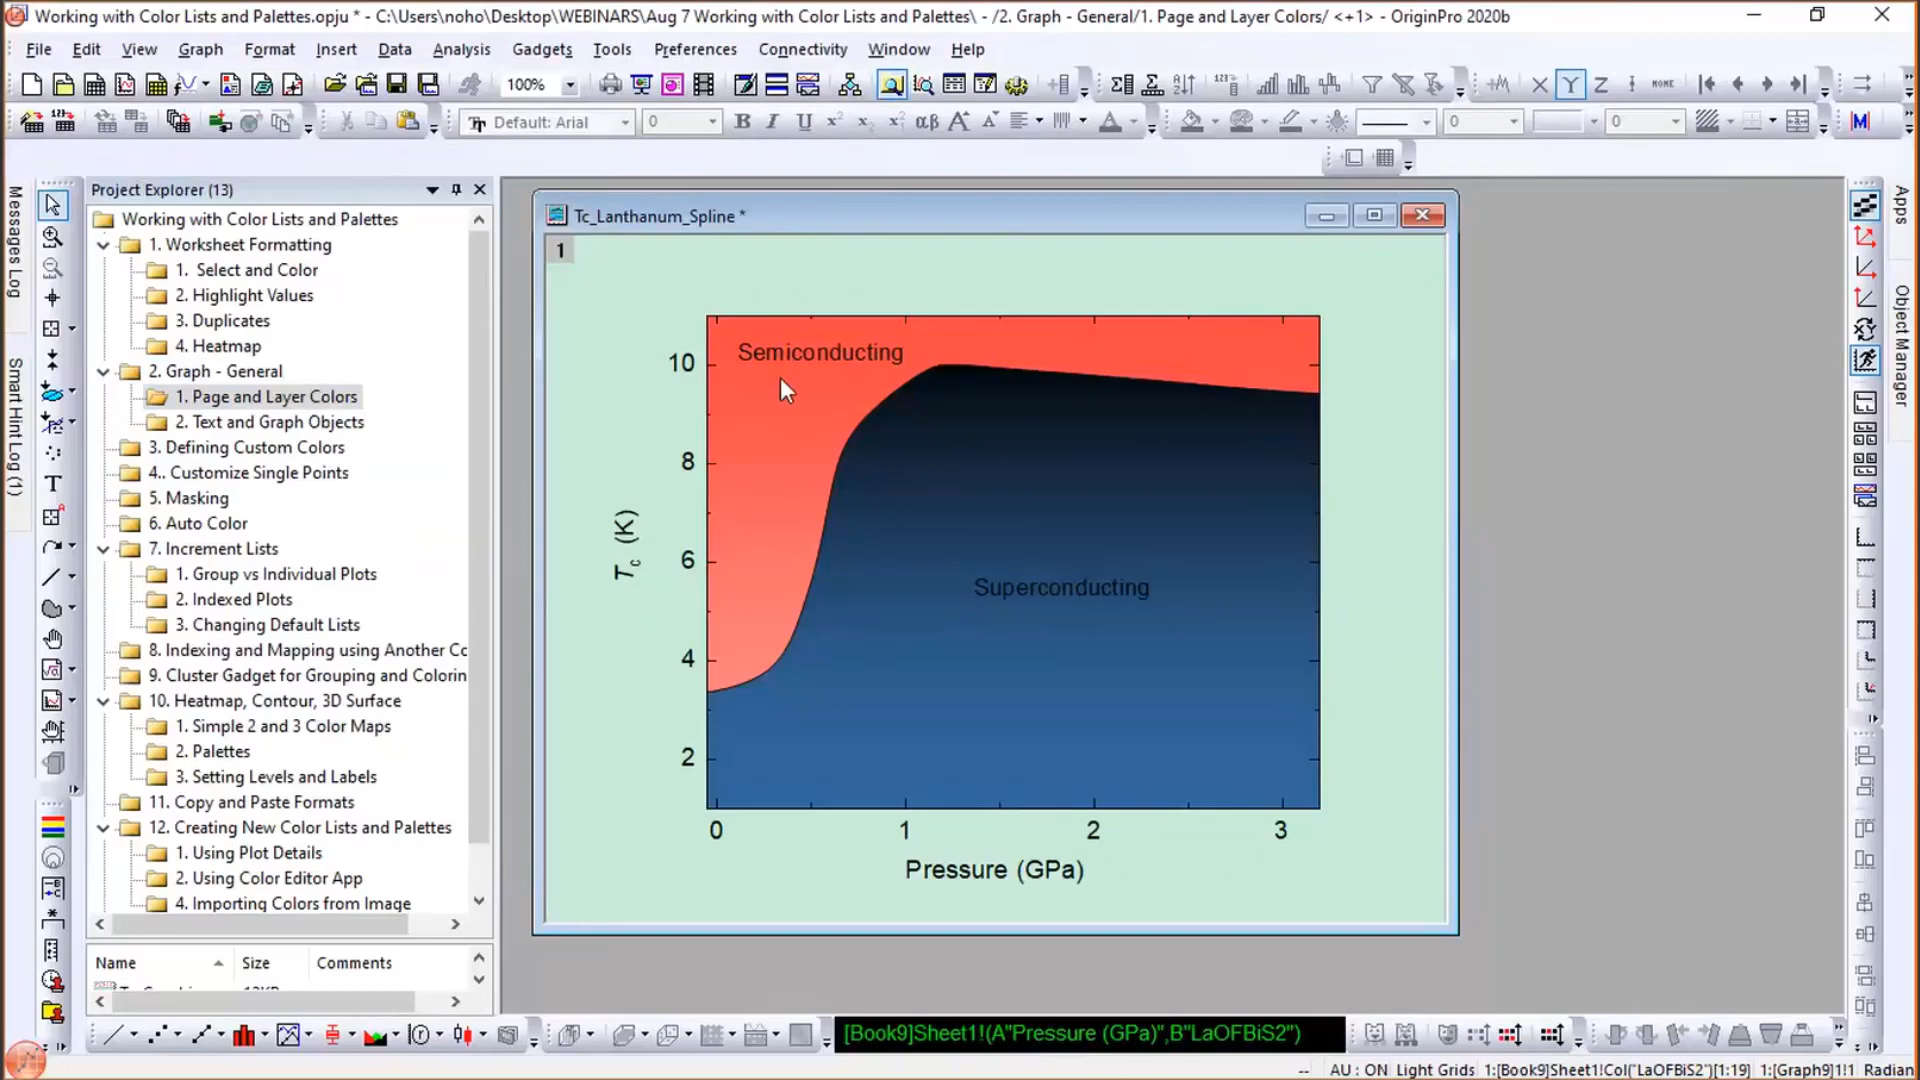 Working with Color Lists and Palettes.opju * - C:\Users\noho\Desktop\WEBINARS\Aug 7 Working with Color Lists and Palettes\ - /2. Graph - General/1. Page and Layer Colors/ <+1> - OriginPro 2020b
File Edit View Graph Format Insert Data Analysis Gadgets Tools Preferences Connectivity Window Help
100%
X Y Z HOME
Default: Arial 0 B I U αβ A 0 0
Messages Log
Smart Hint Log (1)
Project Explorer (13)
Working with Color Lists and Palettes
1. Worksheet Formatting
1. Select and Color
2. Highlight Values
3. Duplicates
4. Heatmap
2. Graph - General
1. Page and Layer Colors
2. Text and Graph Objects
3. Defining Custom Colors
4.. Customize Single Points
5. Masking
6. Auto Color
7. Increment Lists
1. Group vs Individual Plots
2. Indexed Plots
3. Changing Default Lists
8. Indexing and Mapping using Another Co
9. Cluster Gadget for Grouping and Colorin
10. Heatmap, Contour, 3D Surface
1. Simple 2 and 3 Color Maps
2. Palettes
3. Setting Levels and Labels
11. Copy and Paste Formats
12. Creating New Color Lists and Palettes
1. Using Plot Details
2. Using Color Editor App
4. Importing Colors from Image
Name Size Comments
Tc_Lanthanum_Spline *
1
Semiconducting
Superconducting
10
8
6
4
2
Tc (K)
0 1 2 3
Pressure (GPa)
Apps
Object Manager
[Book9]Sheet1!(A"Pressure (GPa)",B"LaOFBiS2")
-- AU : ON Light Grids 1:[Book9]Sheet1!Col("LaOFBiS2")[1:19] 1:[Graph9]1!1 Radian